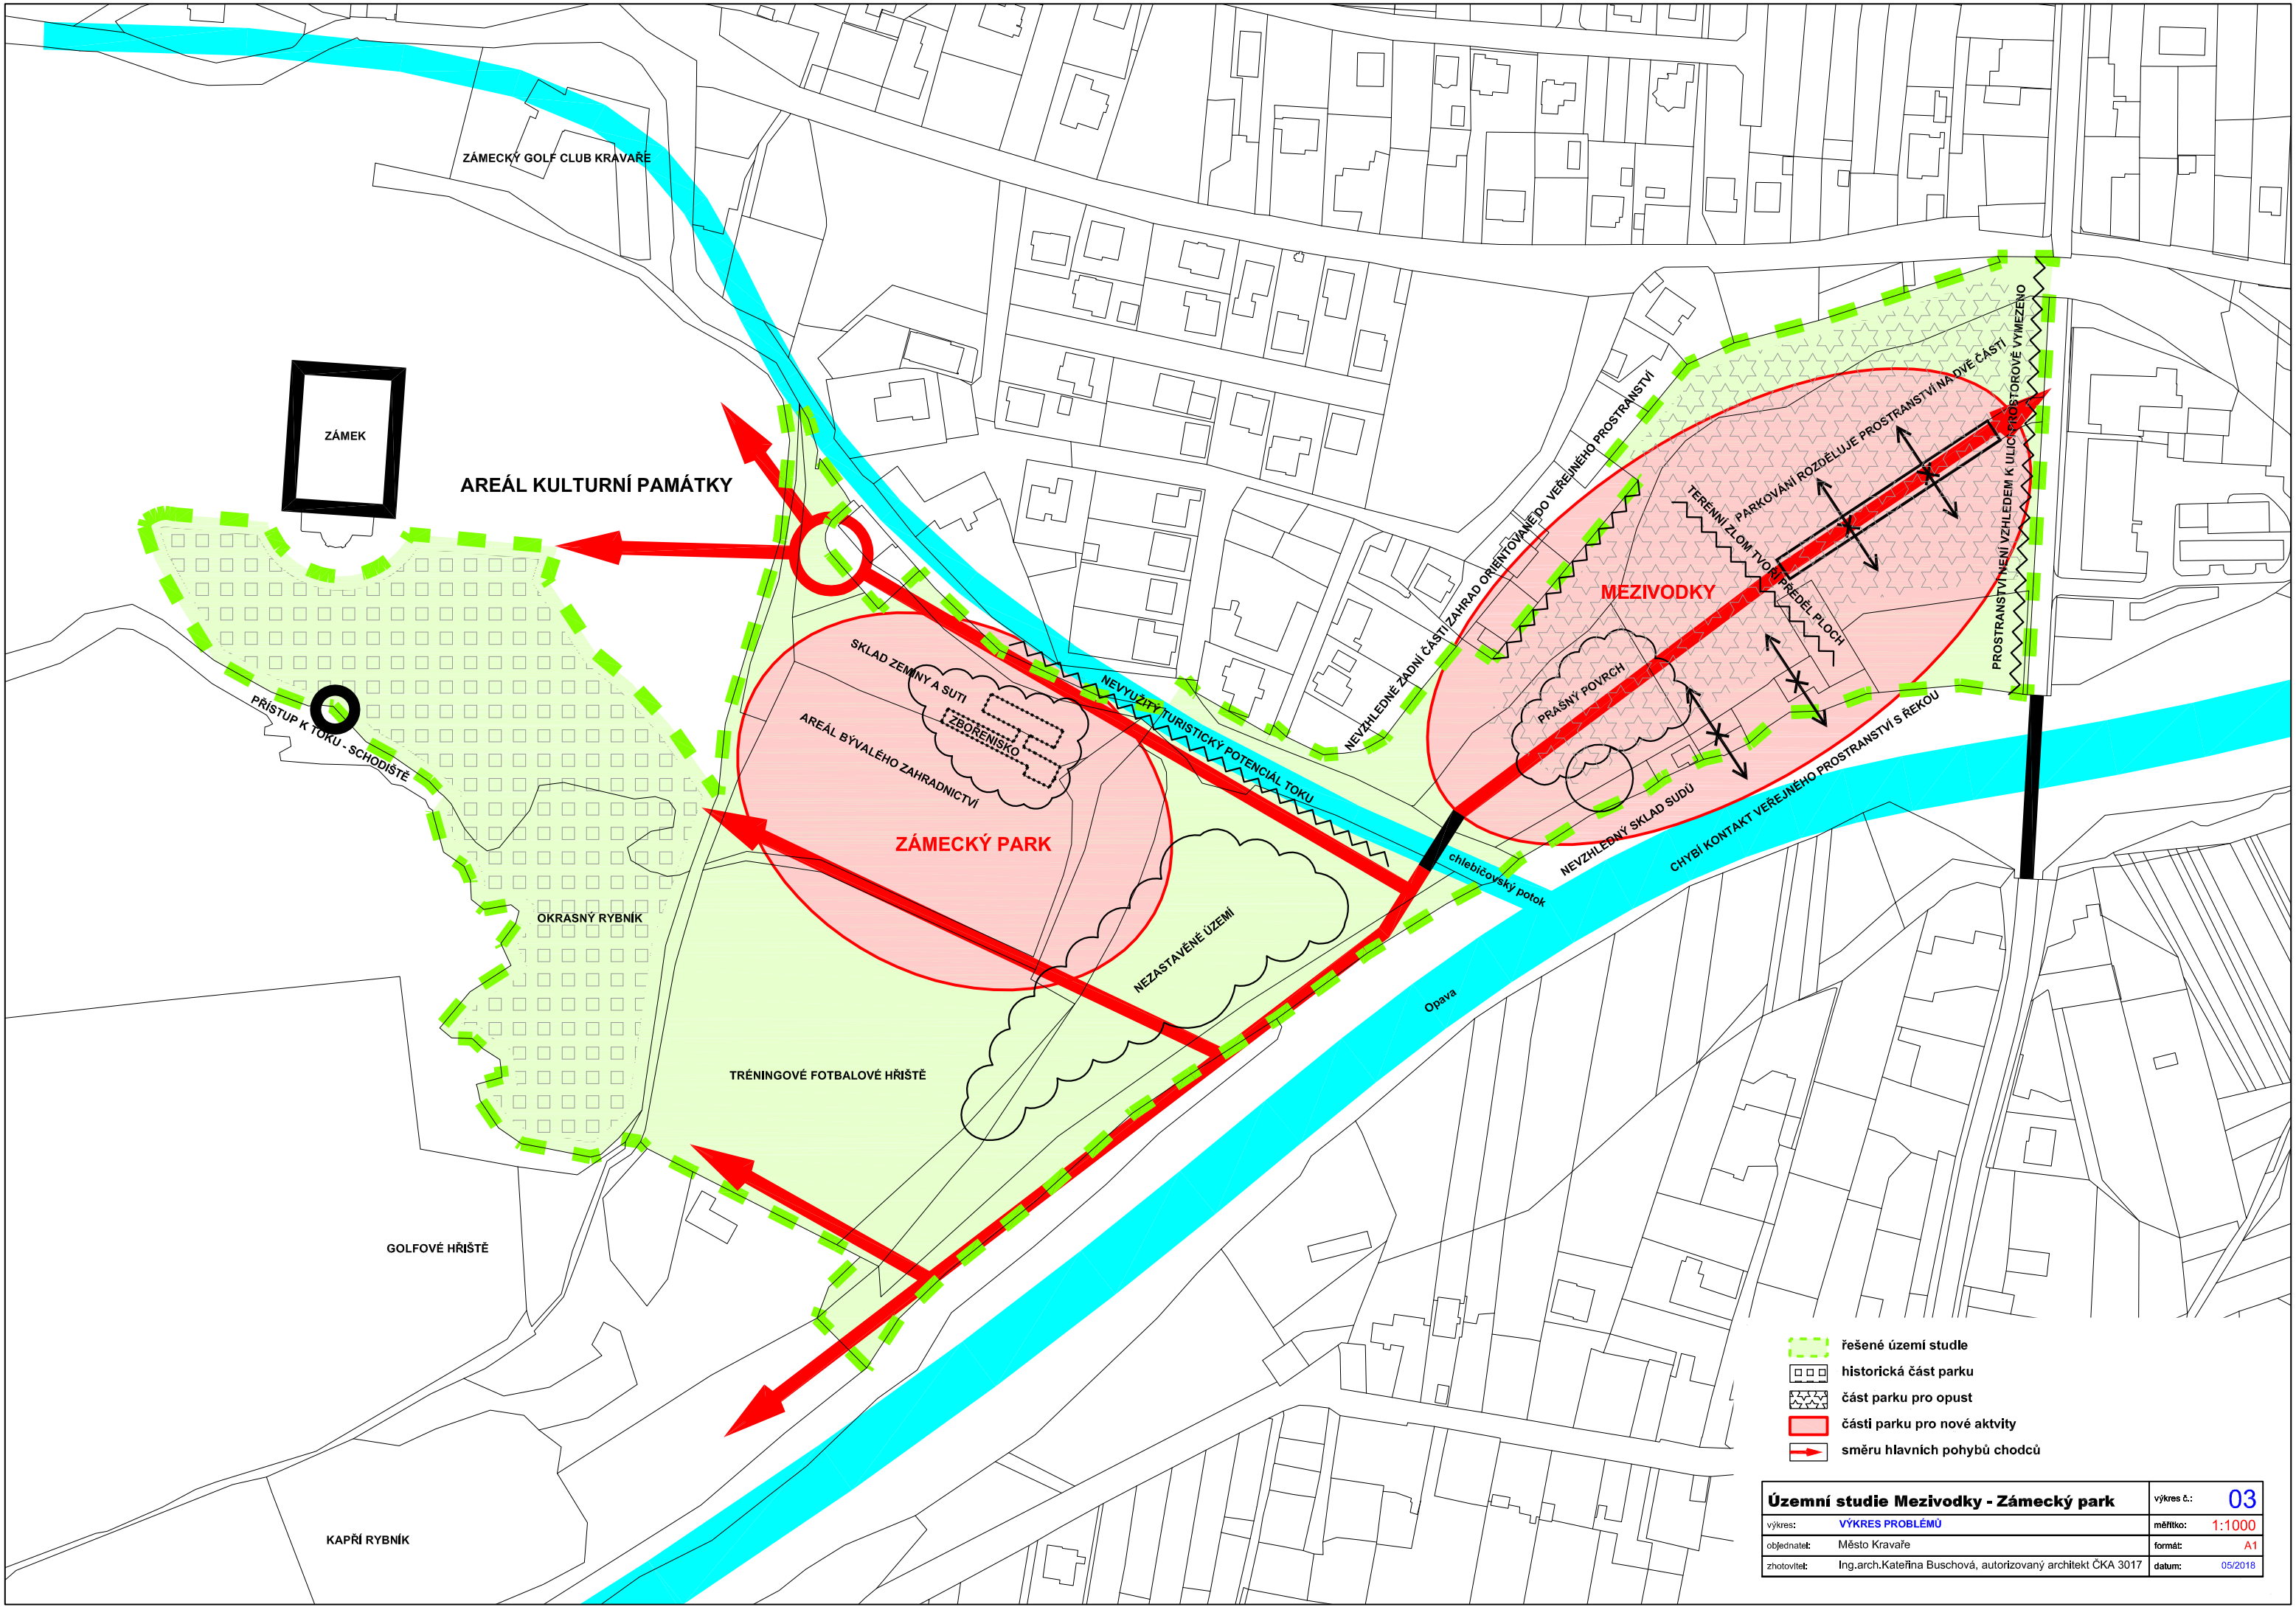 ZÁMECKÝ GOLF CLUB KRAVAŘE
ZÁMEK
AREÁL KULTURNÍ PAMÁTKY
PŘÍSTUP K TOKU - SCHODIŠTĚ
SKLAD ZEMINY A SUTI
ZBOŘENISKO
AREÁL BÝVALÉHO ZAHRADNICTVÍ
ZÁMECKÝ PARK
NEVYUŽITÝ TURISTICKÝ POTENCIÁL TOKU
NEVZHLEDNÉ ZADNÍ ČÁSTI ZAHRAD ORIENTOVANÉ DO VEŘEJNÉHO PROSTRANSTVÍ
MEZIVODKY
PARKOVÁNÍ ROZDĚLUJE PROSTRANSTVÍ NA DVĚ ČÁSTÍ
TERÉNNÍ ZLOM TVOŘÍ PŘEDĚL PLOCH
PROSTRANSTVÍ NENÍ VZHLEDEM K ULICI PROSTOROVĚ VYMEZENO
PRAŠNÝ POVRCH
NEVZHLEDNÝ SKLAD SUDŮ
CHYBÍ KONTAKT VEŘEJNÉHO PROSTRANSTVÍ S ŘEKOU
chlebičovský potok
Opava
OKRASNÝ RYBNÍK
NEZASTAVĚNÉ ÚZEMÍ
TRÉNINGOVÉ FOTBALOVÉ HŘIŠTĚ
GOLFOVÉ HŘIŠTĚ
KAPŘÍ RYBNÍK
řešené území studie
historická část parku
část parku pro opust
části parku pro nové aktvity
směru hlavních pohybů chodců
Územní studie Mezivodky - Zámecký park výkres č.: 03
výkres: VÝKRES PROBLÉMŮ měřítko: 1:1000
objednatel: Město Kravaře formát: A1
zhotovitel: Ing.arch.Kateřina Buschová, autorizovaný architekt ČKA 3017 datum: 05/2018